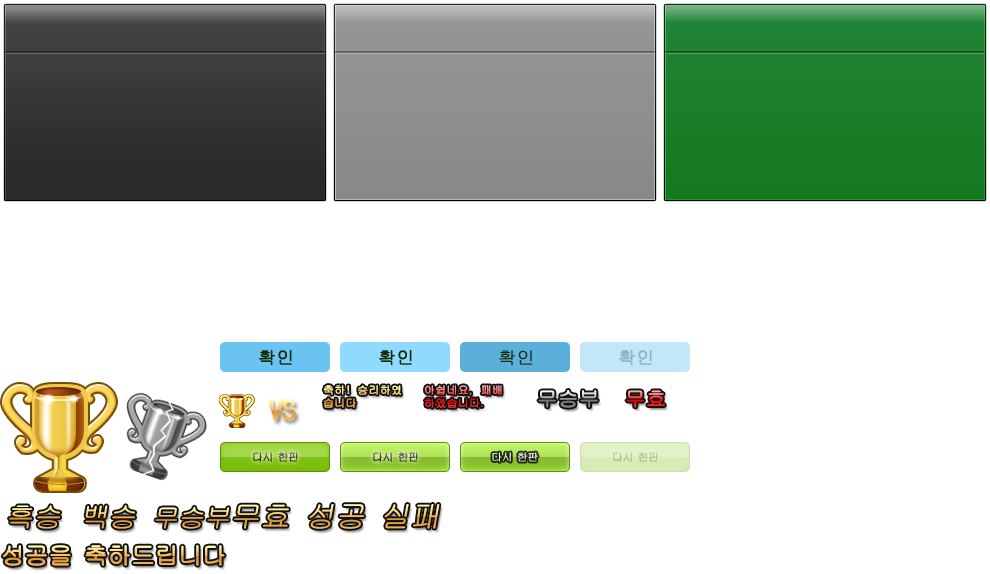 확인 확인 확인 확인
VS
축하! 승리하였
습니다
아쉽네요, 패배
하였습니다.
무승부 무효
다시 한판 다시 한판 다시 한판 다시 한판
흑승 백승 무승부 무효 성공 실패
성공을 축하드립니다